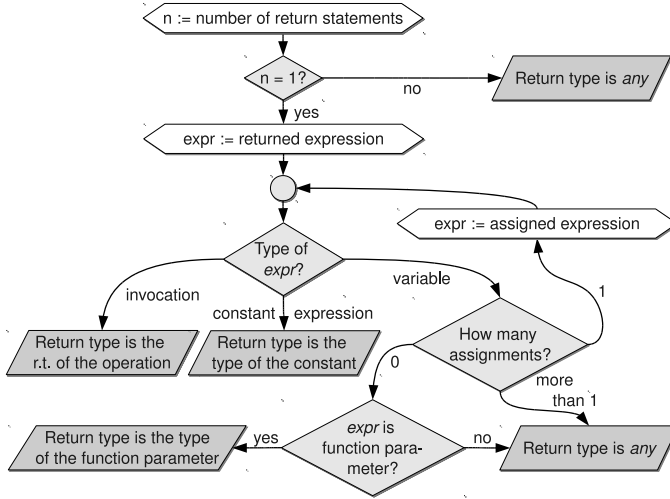 n := number of return statements
n = 1?
no
Return type is any
yes
expr := returned expression
expr := assigned expression
Type of
expr?
invocation
variable
1
constant
expression
Return type is the
r.t. of the operation
Return type is the
type of the constant
How many
assignments?
0
more
than 1
expr is
function para-
meter?
yes
no
Return type is the type
of the function parameter
Return type is any